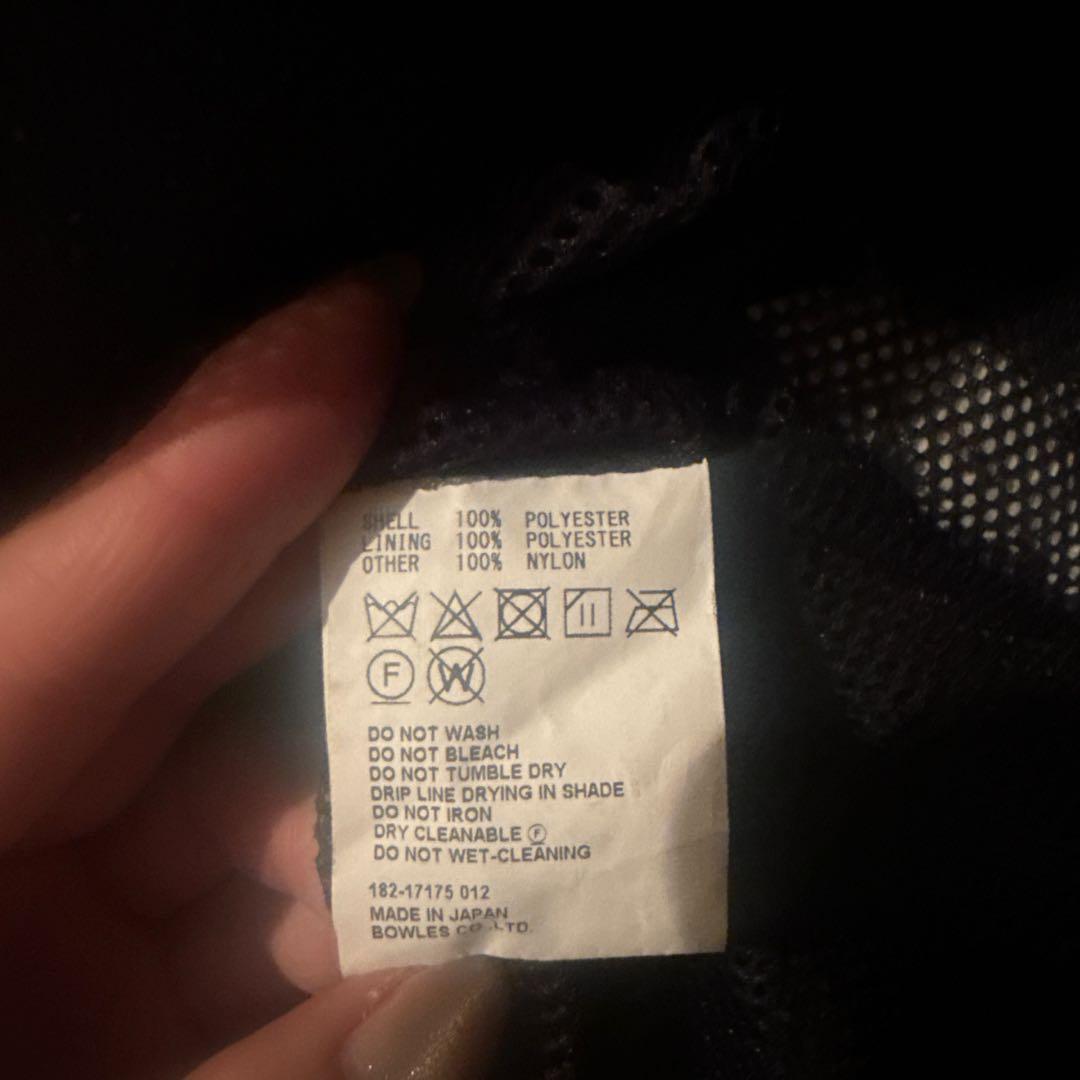 SHELL 100% POLYESTER
LINING 100% POLYESTER
OTHER 100% NYLON
F W
DO NOT WASH
DO NOT BLEACH
DO NOT TUMBLE DRY
DRIP LINE DRYING IN SHADE
DO NOT IRON
DRY CLEANABLE Ⓕ
DO NOT WET-CLEANING
182-17175 012
MADE IN JAPAN
BOWLES CO.,LTD.